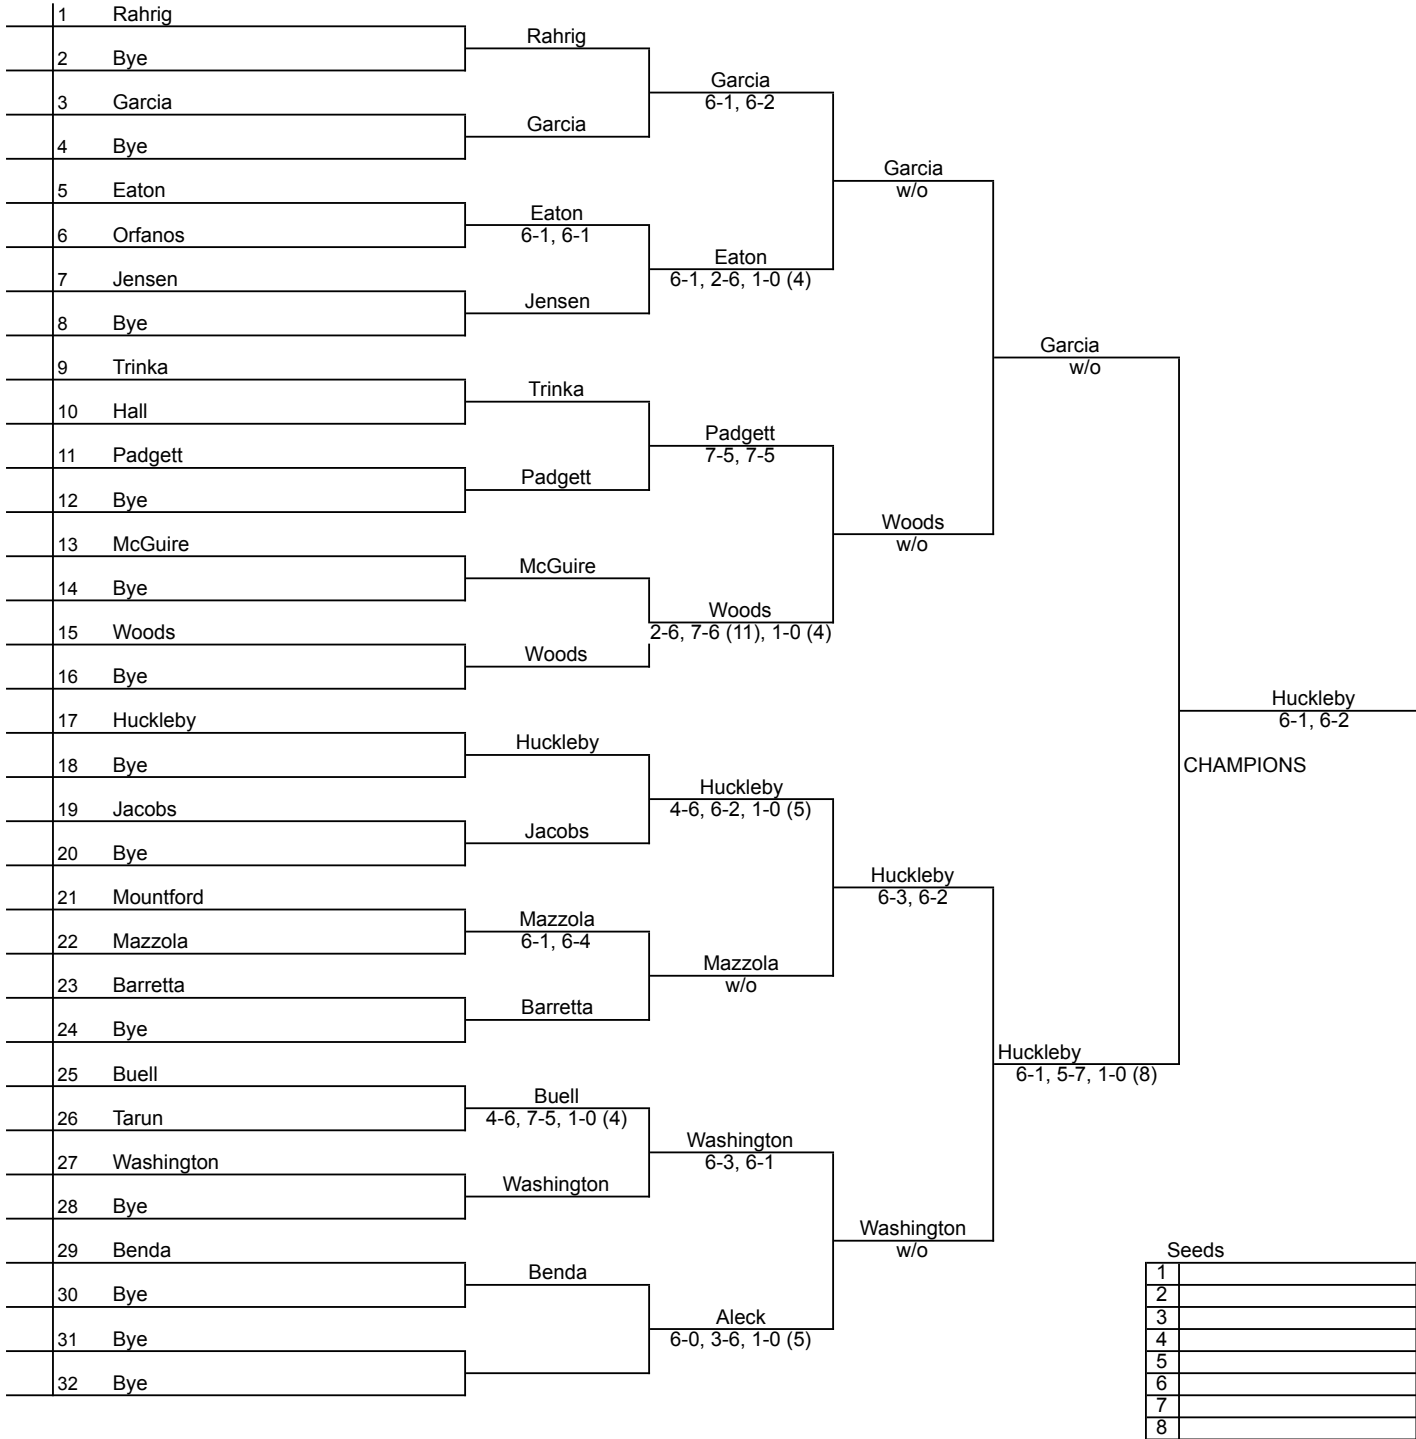 1 Rahrig
Rahrig
2 Bye
Garcia
6-1, 6-2
3 Garcia
Garcia
4 Bye
Garcia
w/o
5 Eaton
Eaton
6-1, 6-1
6 Orfanos
Eaton
6-1, 2-6, 1-0 (4)
7 Jensen
Jensen
8 Bye
Garcia
w/o
9 Trinka
Trinka
10 Hall
Padgett
7-5, 7-5
11 Padgett
Padgett
12 Bye
Woods
w/o
13 McGuire
McGuire
14 Bye
Woods
2-6, 7-6 (11), 1-0 (4)
15 Woods
Woods
16 Bye
Huckleby
6-1, 6-2
CHAMPIONS
17 Huckleby
Huckleby
18 Bye
Huckleby
4-6, 6-2, 1-0 (5)
19 Jacobs
Jacobs
20 Bye
Huckleby
6-3, 6-2
21 Mountford
Mazzola
6-1, 6-4
22 Mazzola
Mazzola
w/o
23 Barretta
Barretta
24 Bye
Huckleby
6-1, 5-7, 1-0 (8)
25 Buell
Buell
4-6, 7-5, 1-0 (4)
26 Tarun
Washington
6-3, 6-1
27 Washington
Washington
28 Bye
Washington
w/o
29 Benda
Benda
30 Bye
Aleck
6-0, 3-6, 1-0 (5)
31 Bye
32 Bye
Seeds
1
2
3
4
5
6
7
8